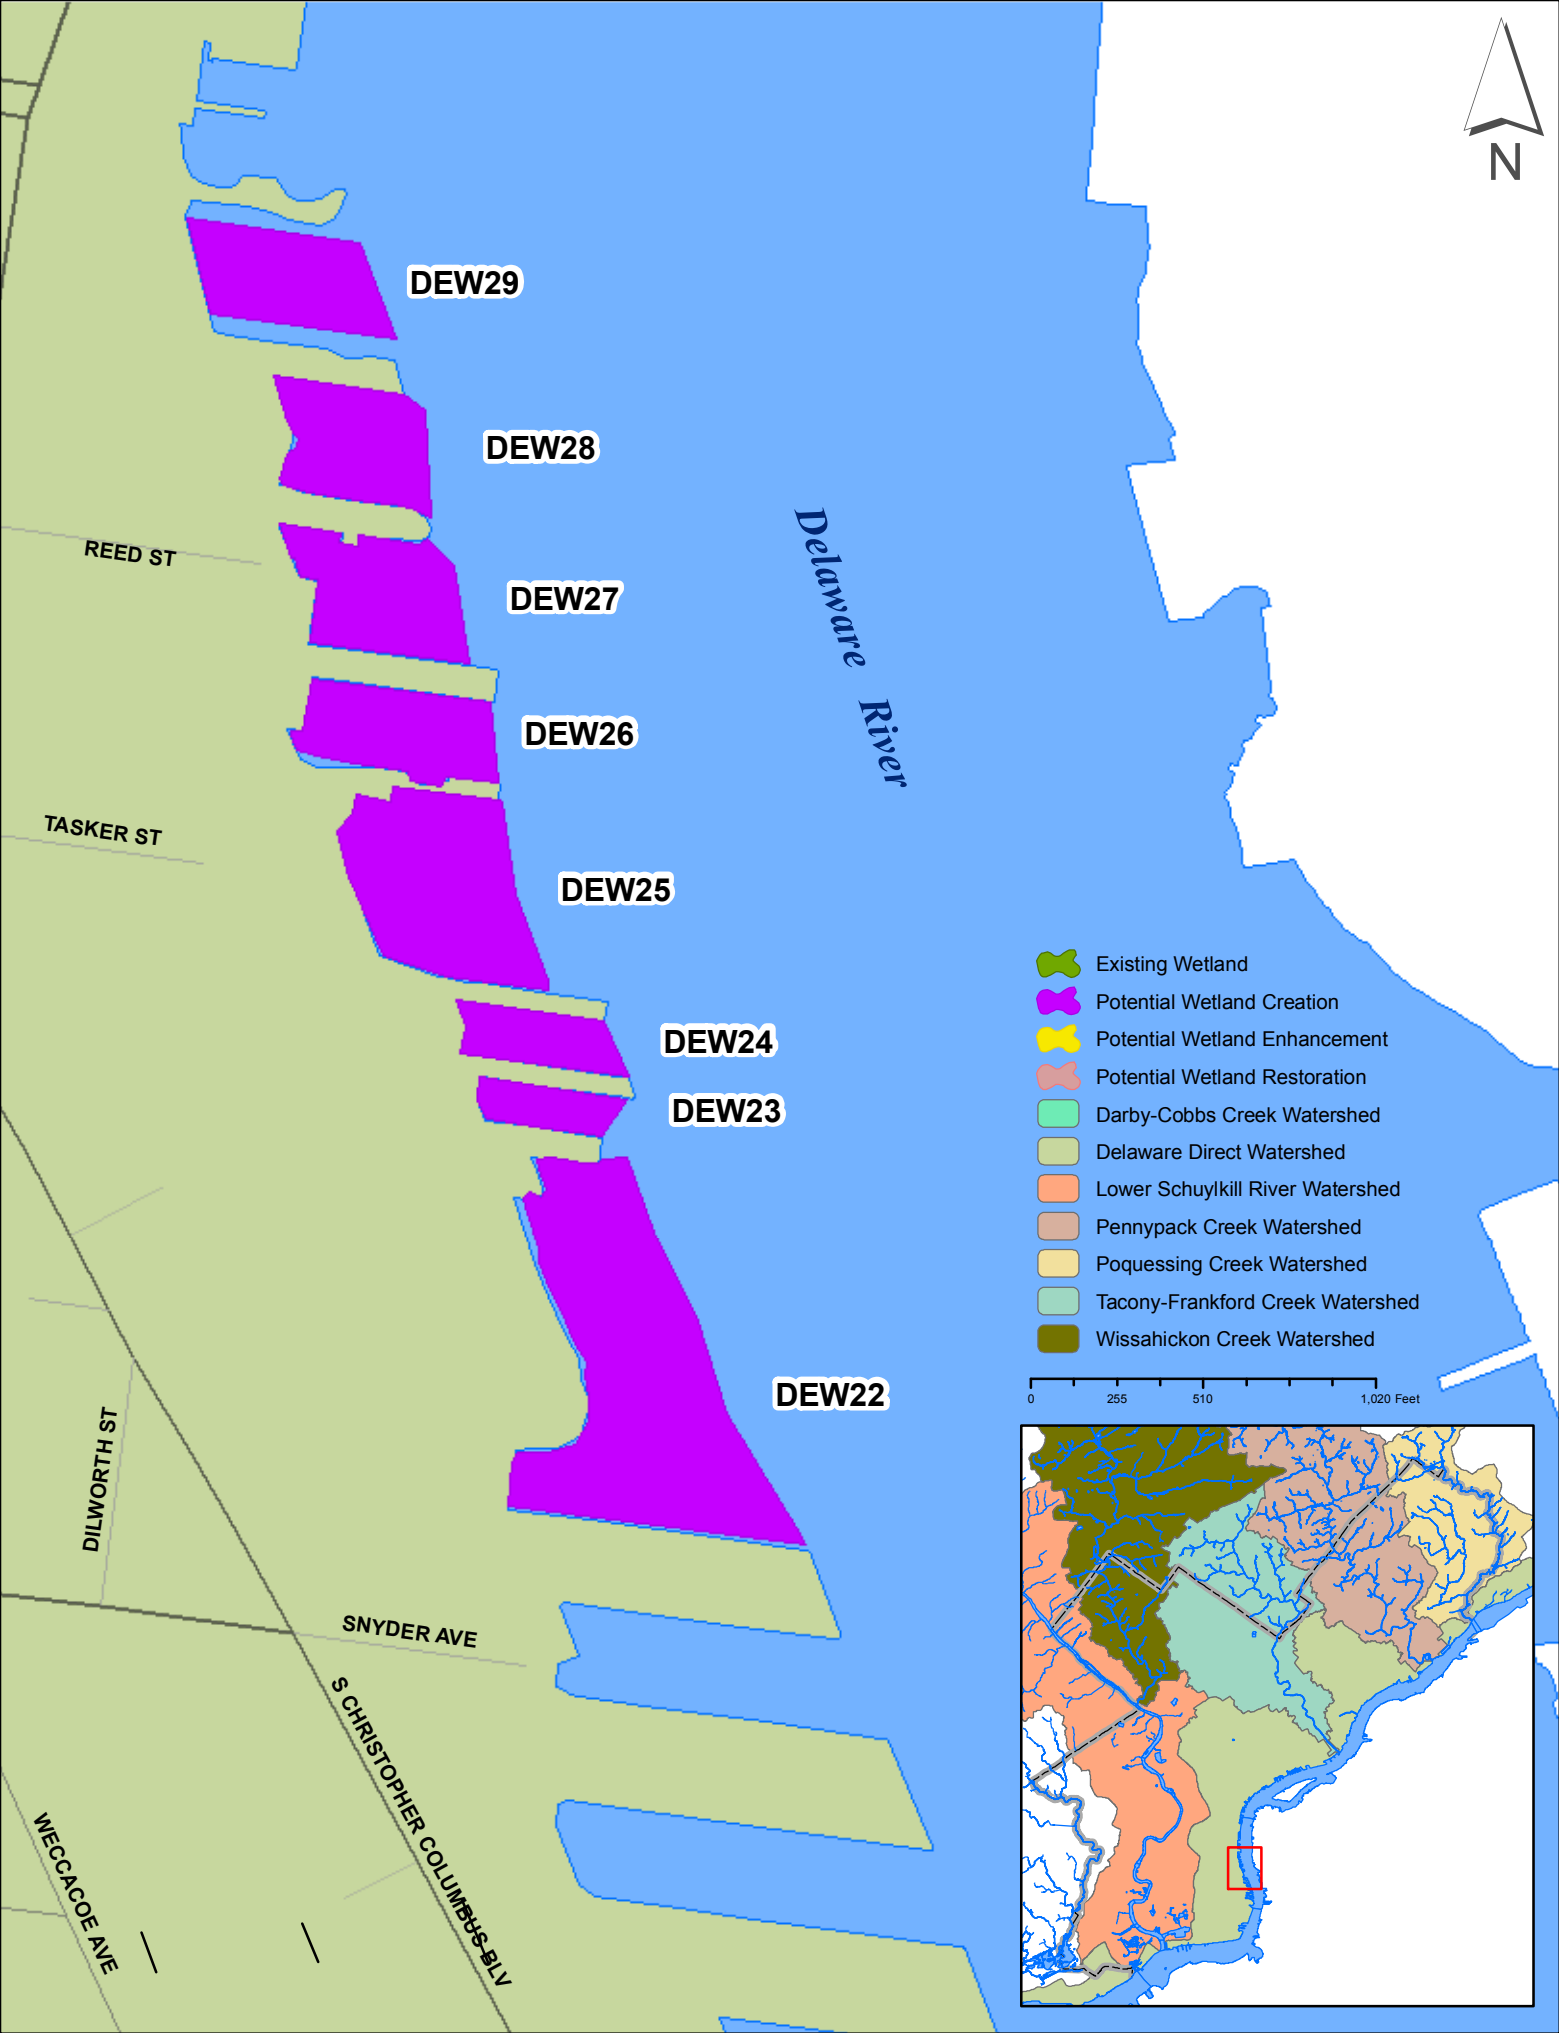 N
DEW29
DEW28
REED ST
DEW27
Delaware River
DEW26
TASKER ST
DEW25
DEW24
DEW23
DEW22
Existing Wetland
Potential Wetland Creation
Potential Wetland Enhancement
Potential Wetland Restoration
Darby-Cobbs Creek Watershed
Delaware Direct Watershed
Lower Schuylkill River Watershed
Pennypack Creek Watershed
Poquessing Creek Watershed
Tacony-Frankford Creek Watershed
Wissahickon Creek Watershed
0 255 510 1,020 Feet
DILWORTH ST
SNYDER AVE
S CHRISTOPHER COLUMBUS BLV
WECCACOE AVE